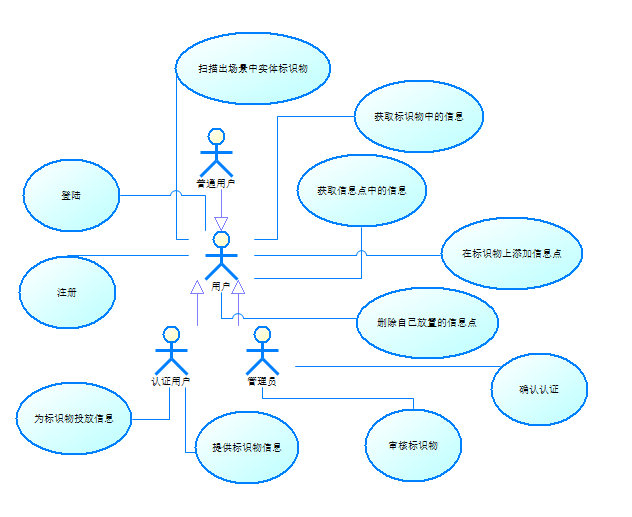 扫描出场景中实体标识物
获取标识物中的信息
普通用户
获取信息点中的信息
登陆
在标识物上添加信息点
用户
注册
删除自己放置的信息点
认证用户
管理员
确认认证
为标识物投放信息
提供标识物信息
审核标识物